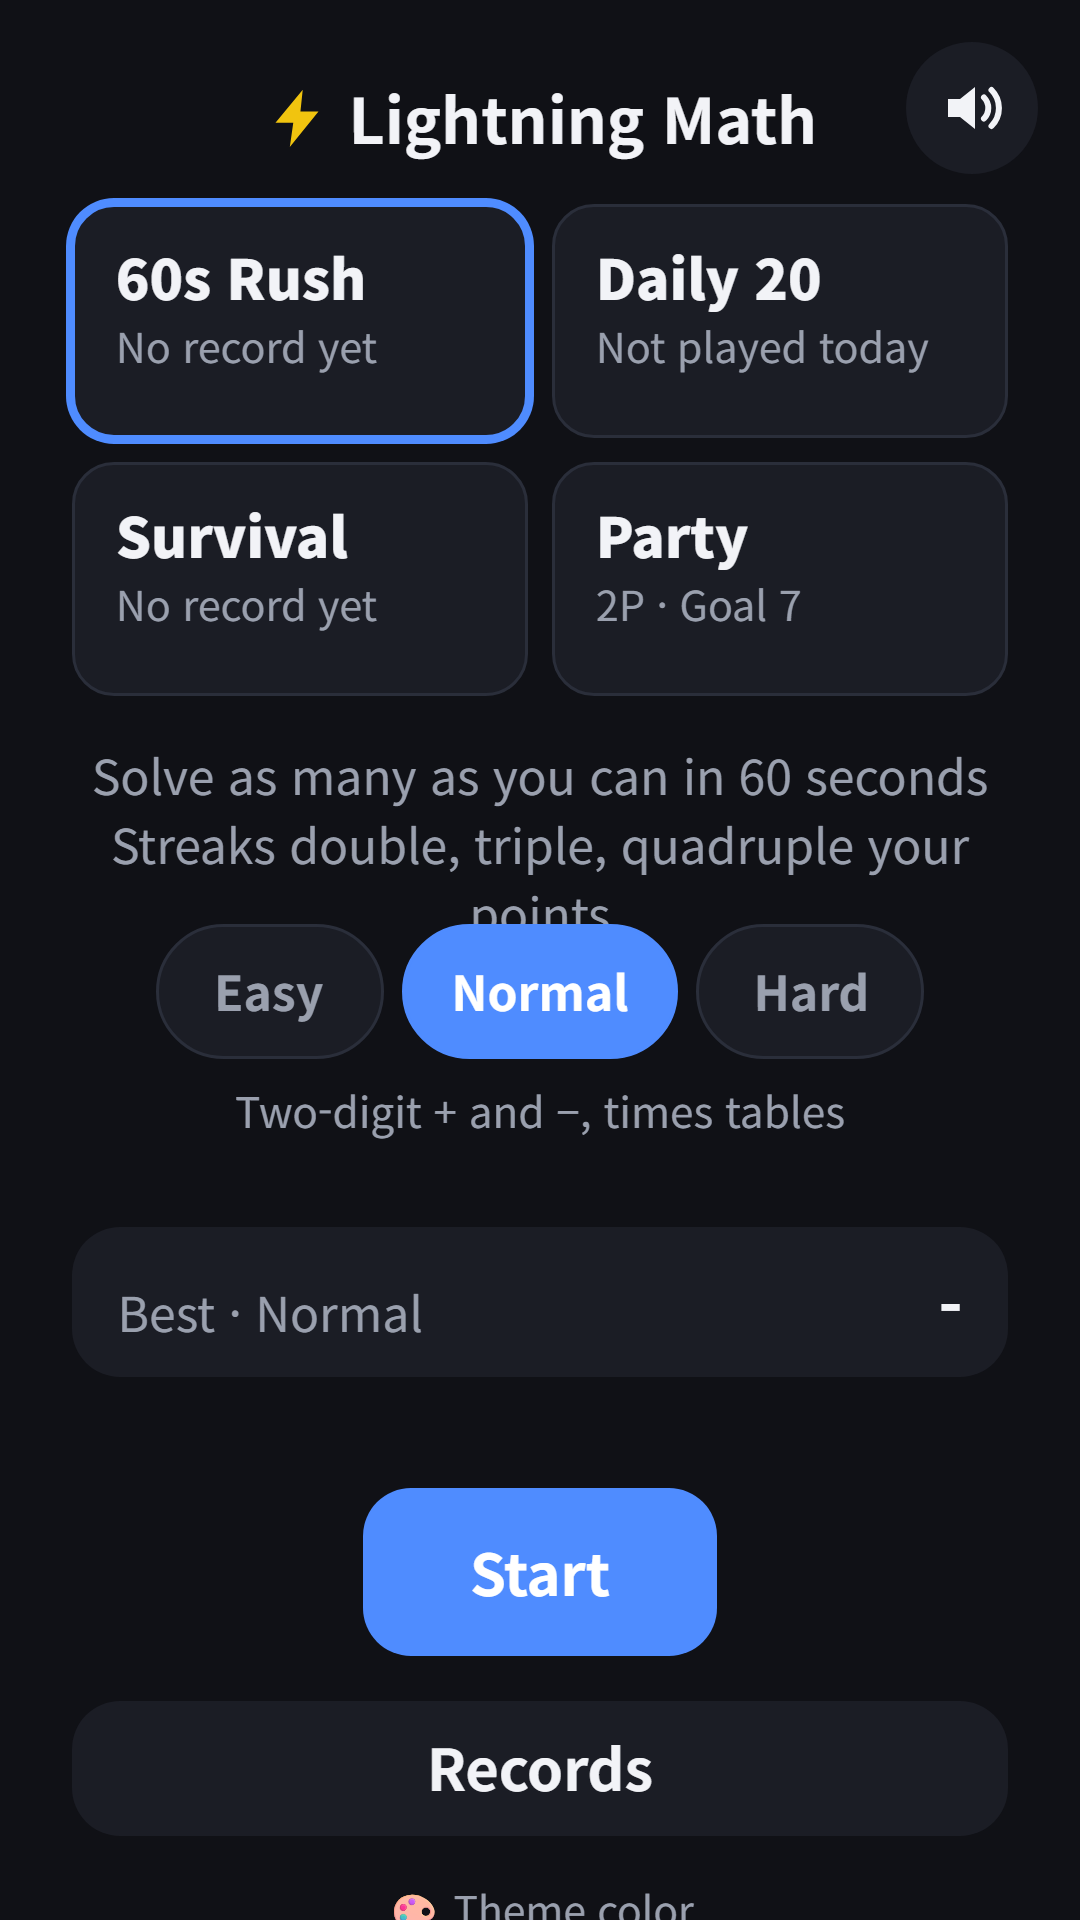 ⚡ Lightning Math
60s Rush
No record yet
Daily 20
Not played today
Survival
No record yet
Party
2P · Goal 7
Solve as many as you can in 60 seconds
Streaks double, triple, quadruple your
points
Easy
Normal
Hard
Two-digit + and −, times tables
Best · Normal
-
Start
Records
🎨 Theme color